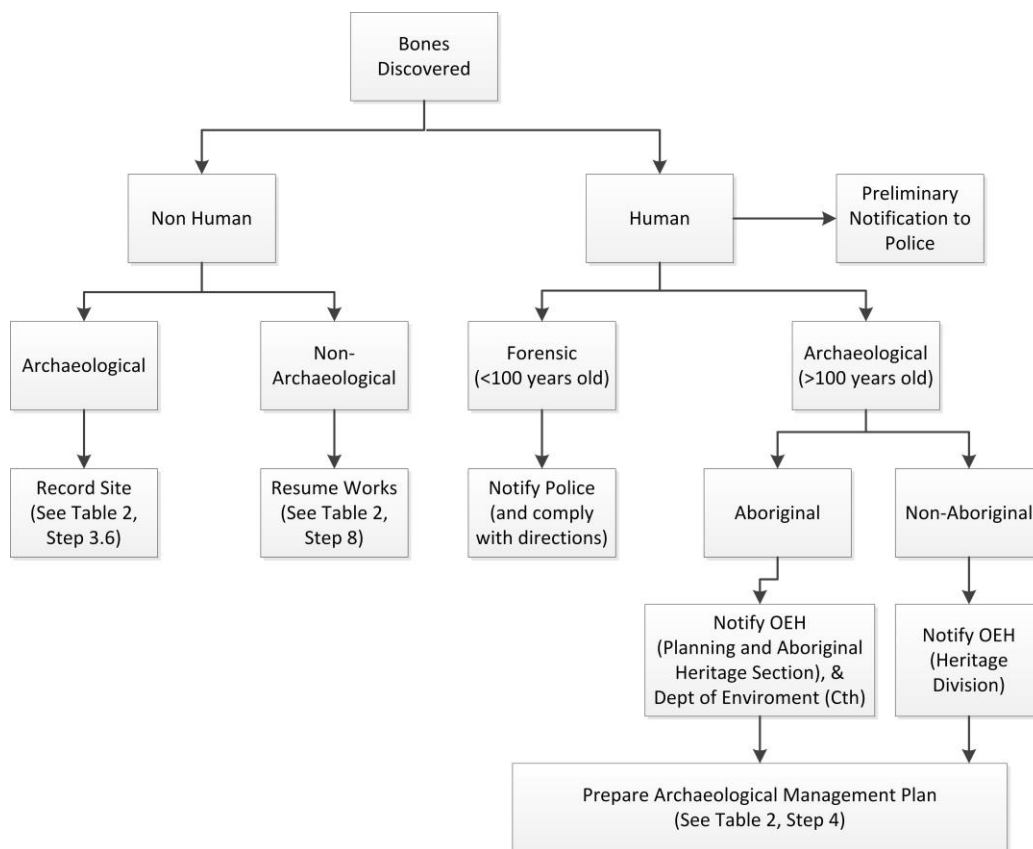 Bones
Discovered
Non Human
Human
Preliminary
Notification to
Police
Archaeological
Non-
Archaeological
Forensic
(<100 years old)
Archaeological
(>100 years old)
Record Site
(See Table 2,
Step 3.6)
Resume Works
(See Table 2,
Step 8)
Notify Police
(and comply
with directions)
Aboriginal
Non-Aboriginal
Notify OEH
(Planning and Aboriginal
Heritage Section), &
Dept of Enviroment (Cth)
Notify OEH
(Heritage
Division)
Prepare Archaeological Management Plan
(See Table 2, Step 4)